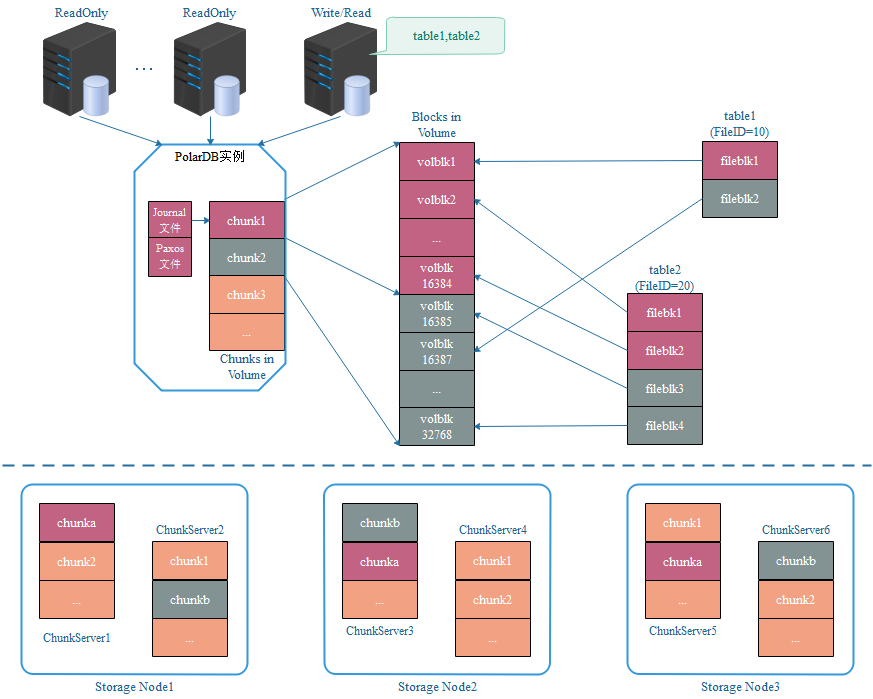 ReadOnly
ReadOnly
Write/Read
...
table1,table2
PolarDB实例
Journal
文件
Paxos
文件
chunk1
chunk2
chunk3
...
Chunks in
Volume
Blocks in
Volume
volblk1
volblk2
...
volblk
16384
volblk
16385
volblk
16387
...
volblk
32768
table1
(FileID=10)
fileblk1
fileblk2
table2
(FileID=20)
filebk1
fileblk2
fileblk3
fileblk4
chunka
chunk2
...
ChunkServer1
ChunkServer2
chunk1
chunkb
...
Storage Node1
chunkb
chunka
...
ChunkServer3
ChunkServer4
chunk1
chunk2
...
Storage Node2
chunk1
chunka
...
ChunkServer5
ChunkServer6
chunkb
chunk2
...
Storage Node3